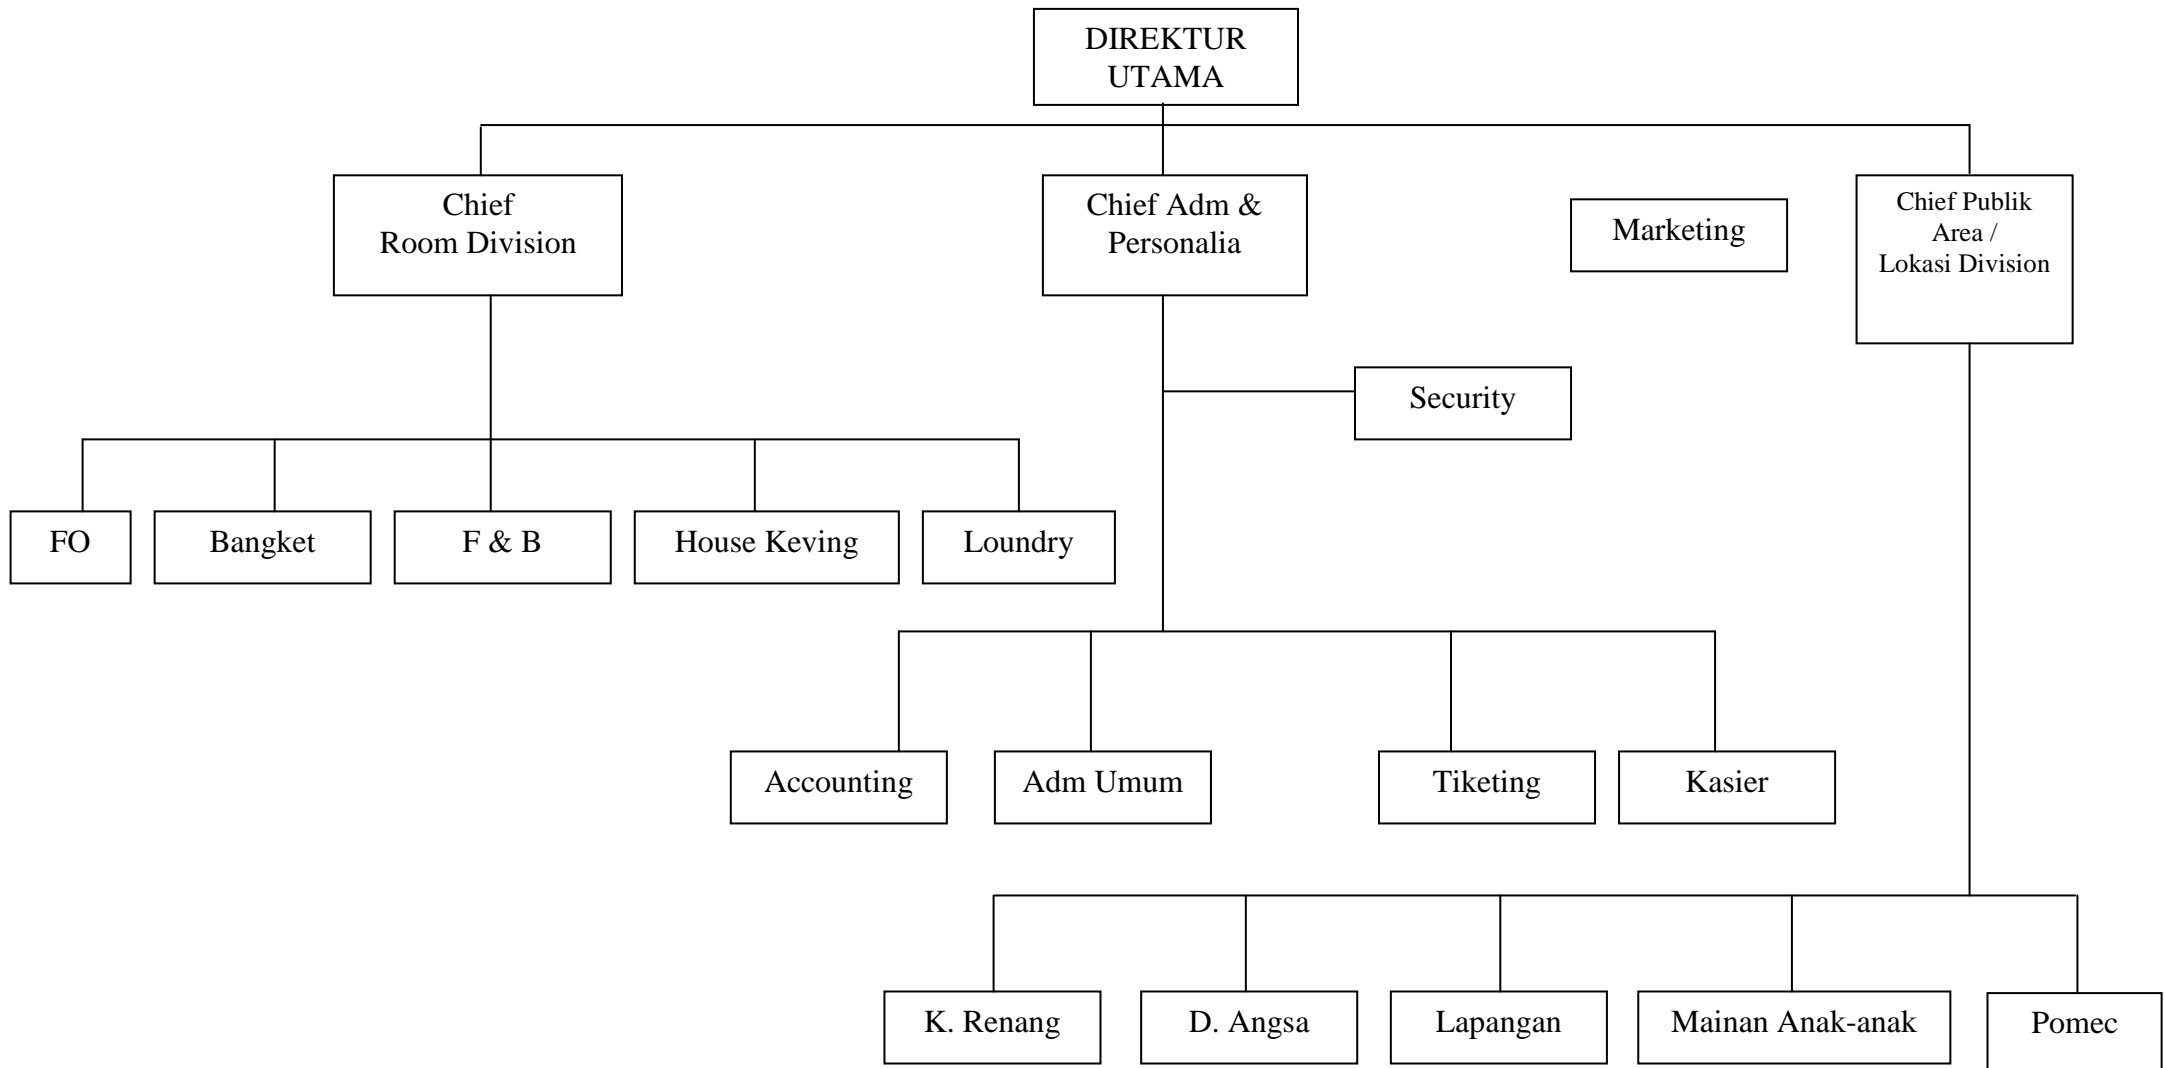 DIREKTUR
UTAMA
Chief
Room Division
Chief Adm &
Personalia
Marketing
Chief Publik
Area /
Lokasi Division
Security
FO
Bangket
F & B
House Keving
Loundry
Accounting
Adm Umum
Tiketing
Kasier
K. Renang
D. Angsa
Lapangan
Mainan Anak-anak
Pomec